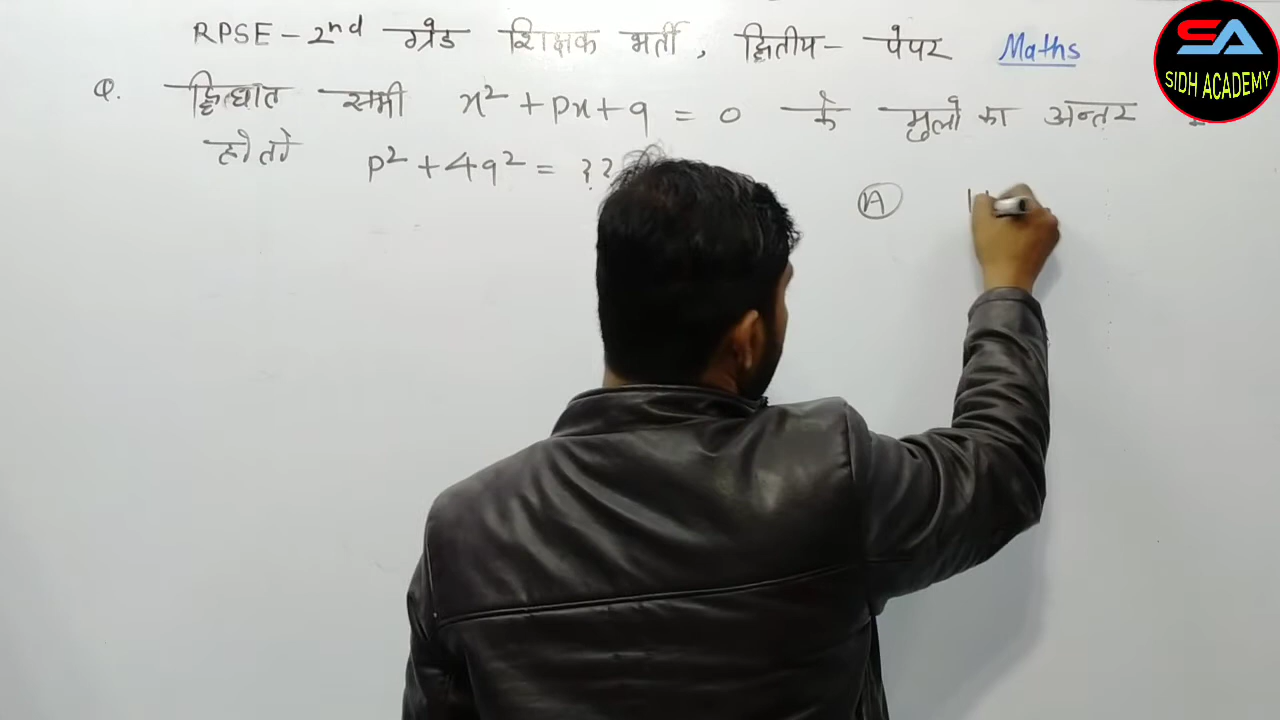 RPSE - 2nd ग्रेड शिक्षक भर्ती, द्वितीय - पेपर Maths
SA
SIDH ACADEMY
Q. द्विघात समी x² + px + q = 0 के मुलो का अन्तर
हो तो p² + 4q² = ??
(A)